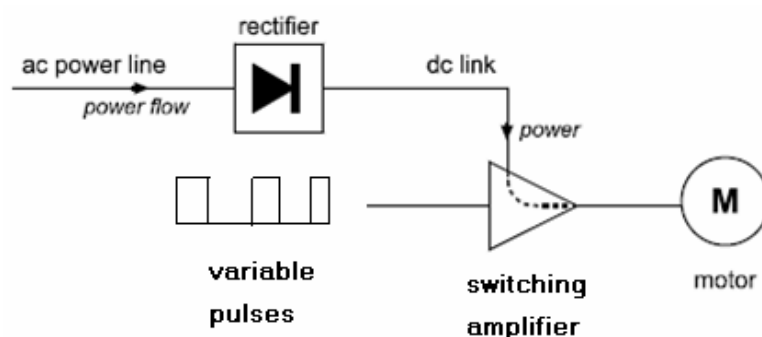 rectifier
ac power line
dc link
power flow
power
M
variable
pulses
switching
amplifier
motor